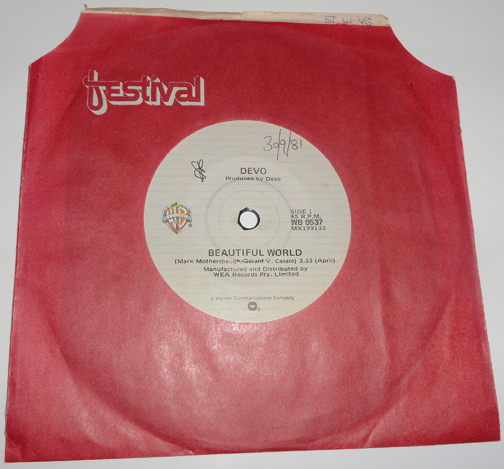 festival
30/9/81
DEVO
Produced by Devo
SIDE 1
45 R.P.M.
WB 0537
MX199133
WB
BEAUTIFUL WORLD
(Mark Mothersbaugh/Gerald V. Casale) 3.33 (April)
Manufactured and Distributed by
WEA Records Pty. Limited
a Warner Communications Company